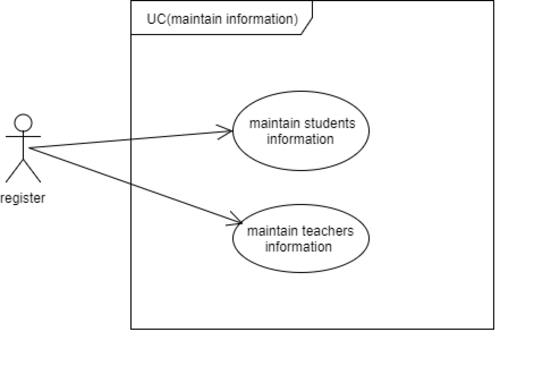 UC(maintain information)
maintain students
information
register
maintain teachers
information